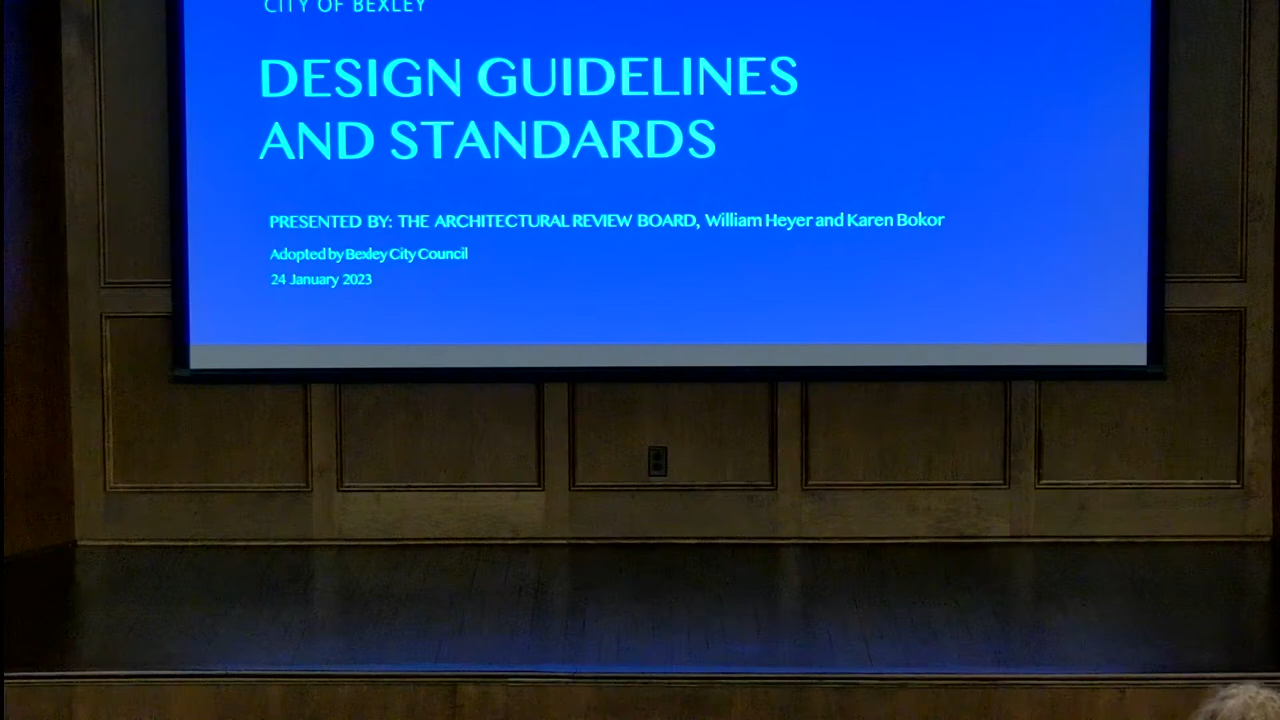 CITY OF BEXLEY
DESIGN GUIDELINES
AND STANDARDS
PRESENTED BY: THE ARCHITECTURAL REVIEW BOARD, William Heyer and Karen Bokor
Adopted by Bexley City Council
24 January 2023